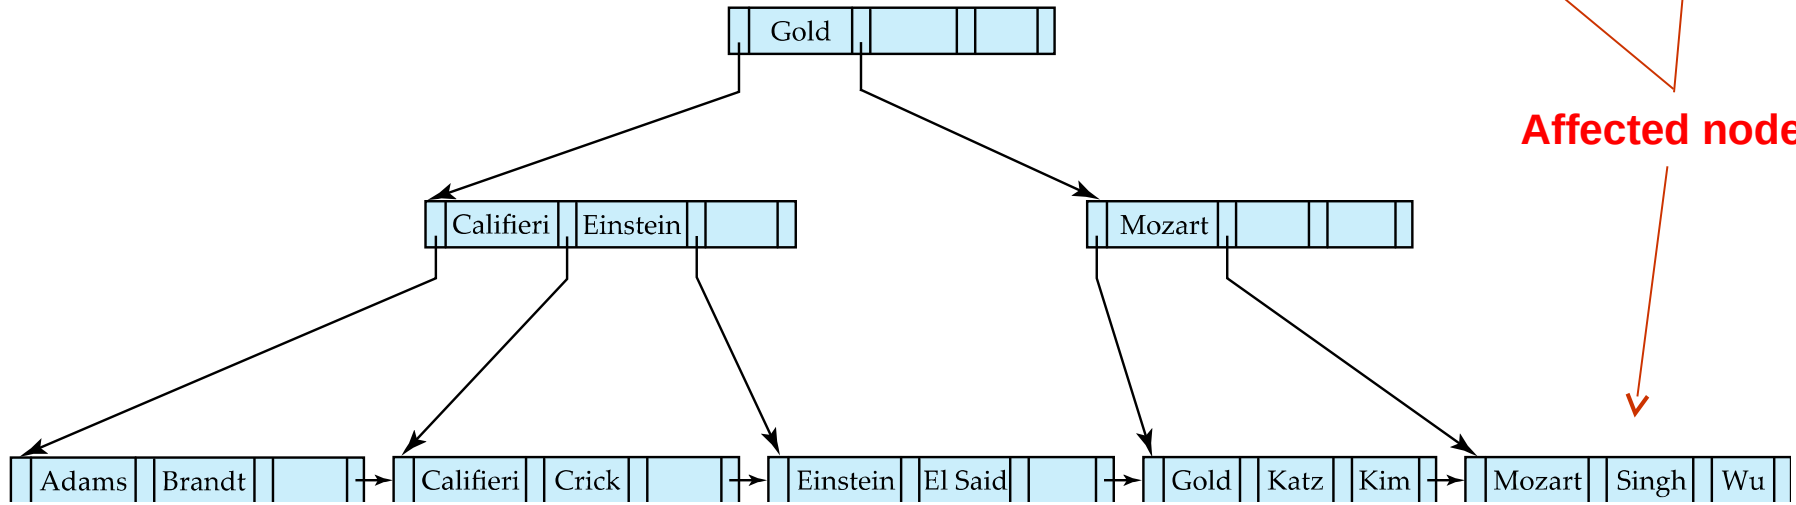 Gold
Affected node
Califieri Einstein Mozart
Adams Brandt Califieri Crick Einstein El Said Gold Katz Kim Mozart Singh Wu